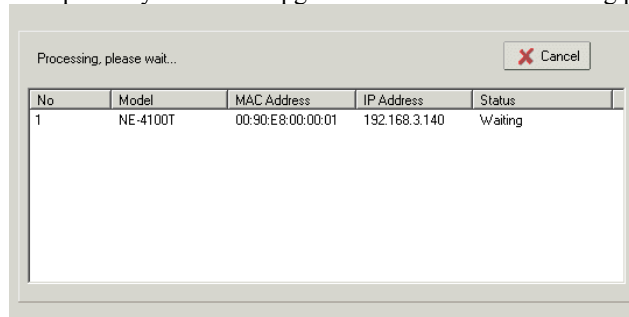 Processing, please wait...
Cancel
No Model MAC Address IP Address Status
1 NE-4100T 00:90:E8:00:00:01 192.168.3.140 Waiting